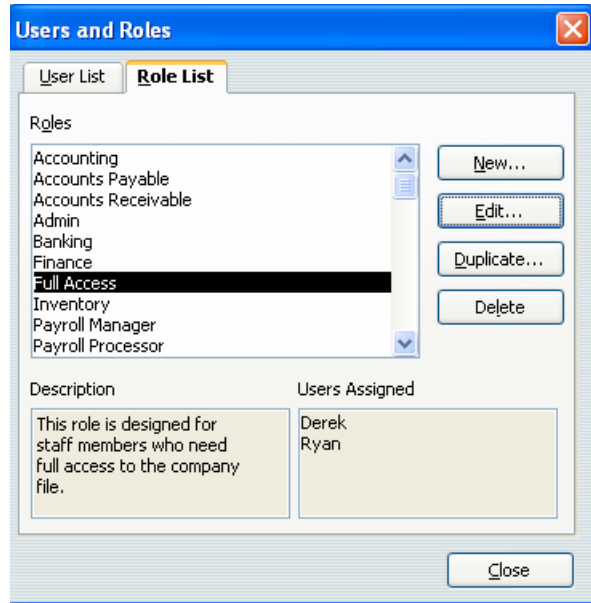 Users and Roles
User List
Role List
Roles
Accounting
Accounts Payable
Accounts Receivable
Admin
Banking
Finance
Full Access
Inventory
Payroll Manager
Payroll Processor
New...
Edit...
Duplicate...
Delete
Description
This role is designed for
staff members who need
full access to the company
file.
Users Assigned
Derek
Ryan
Close